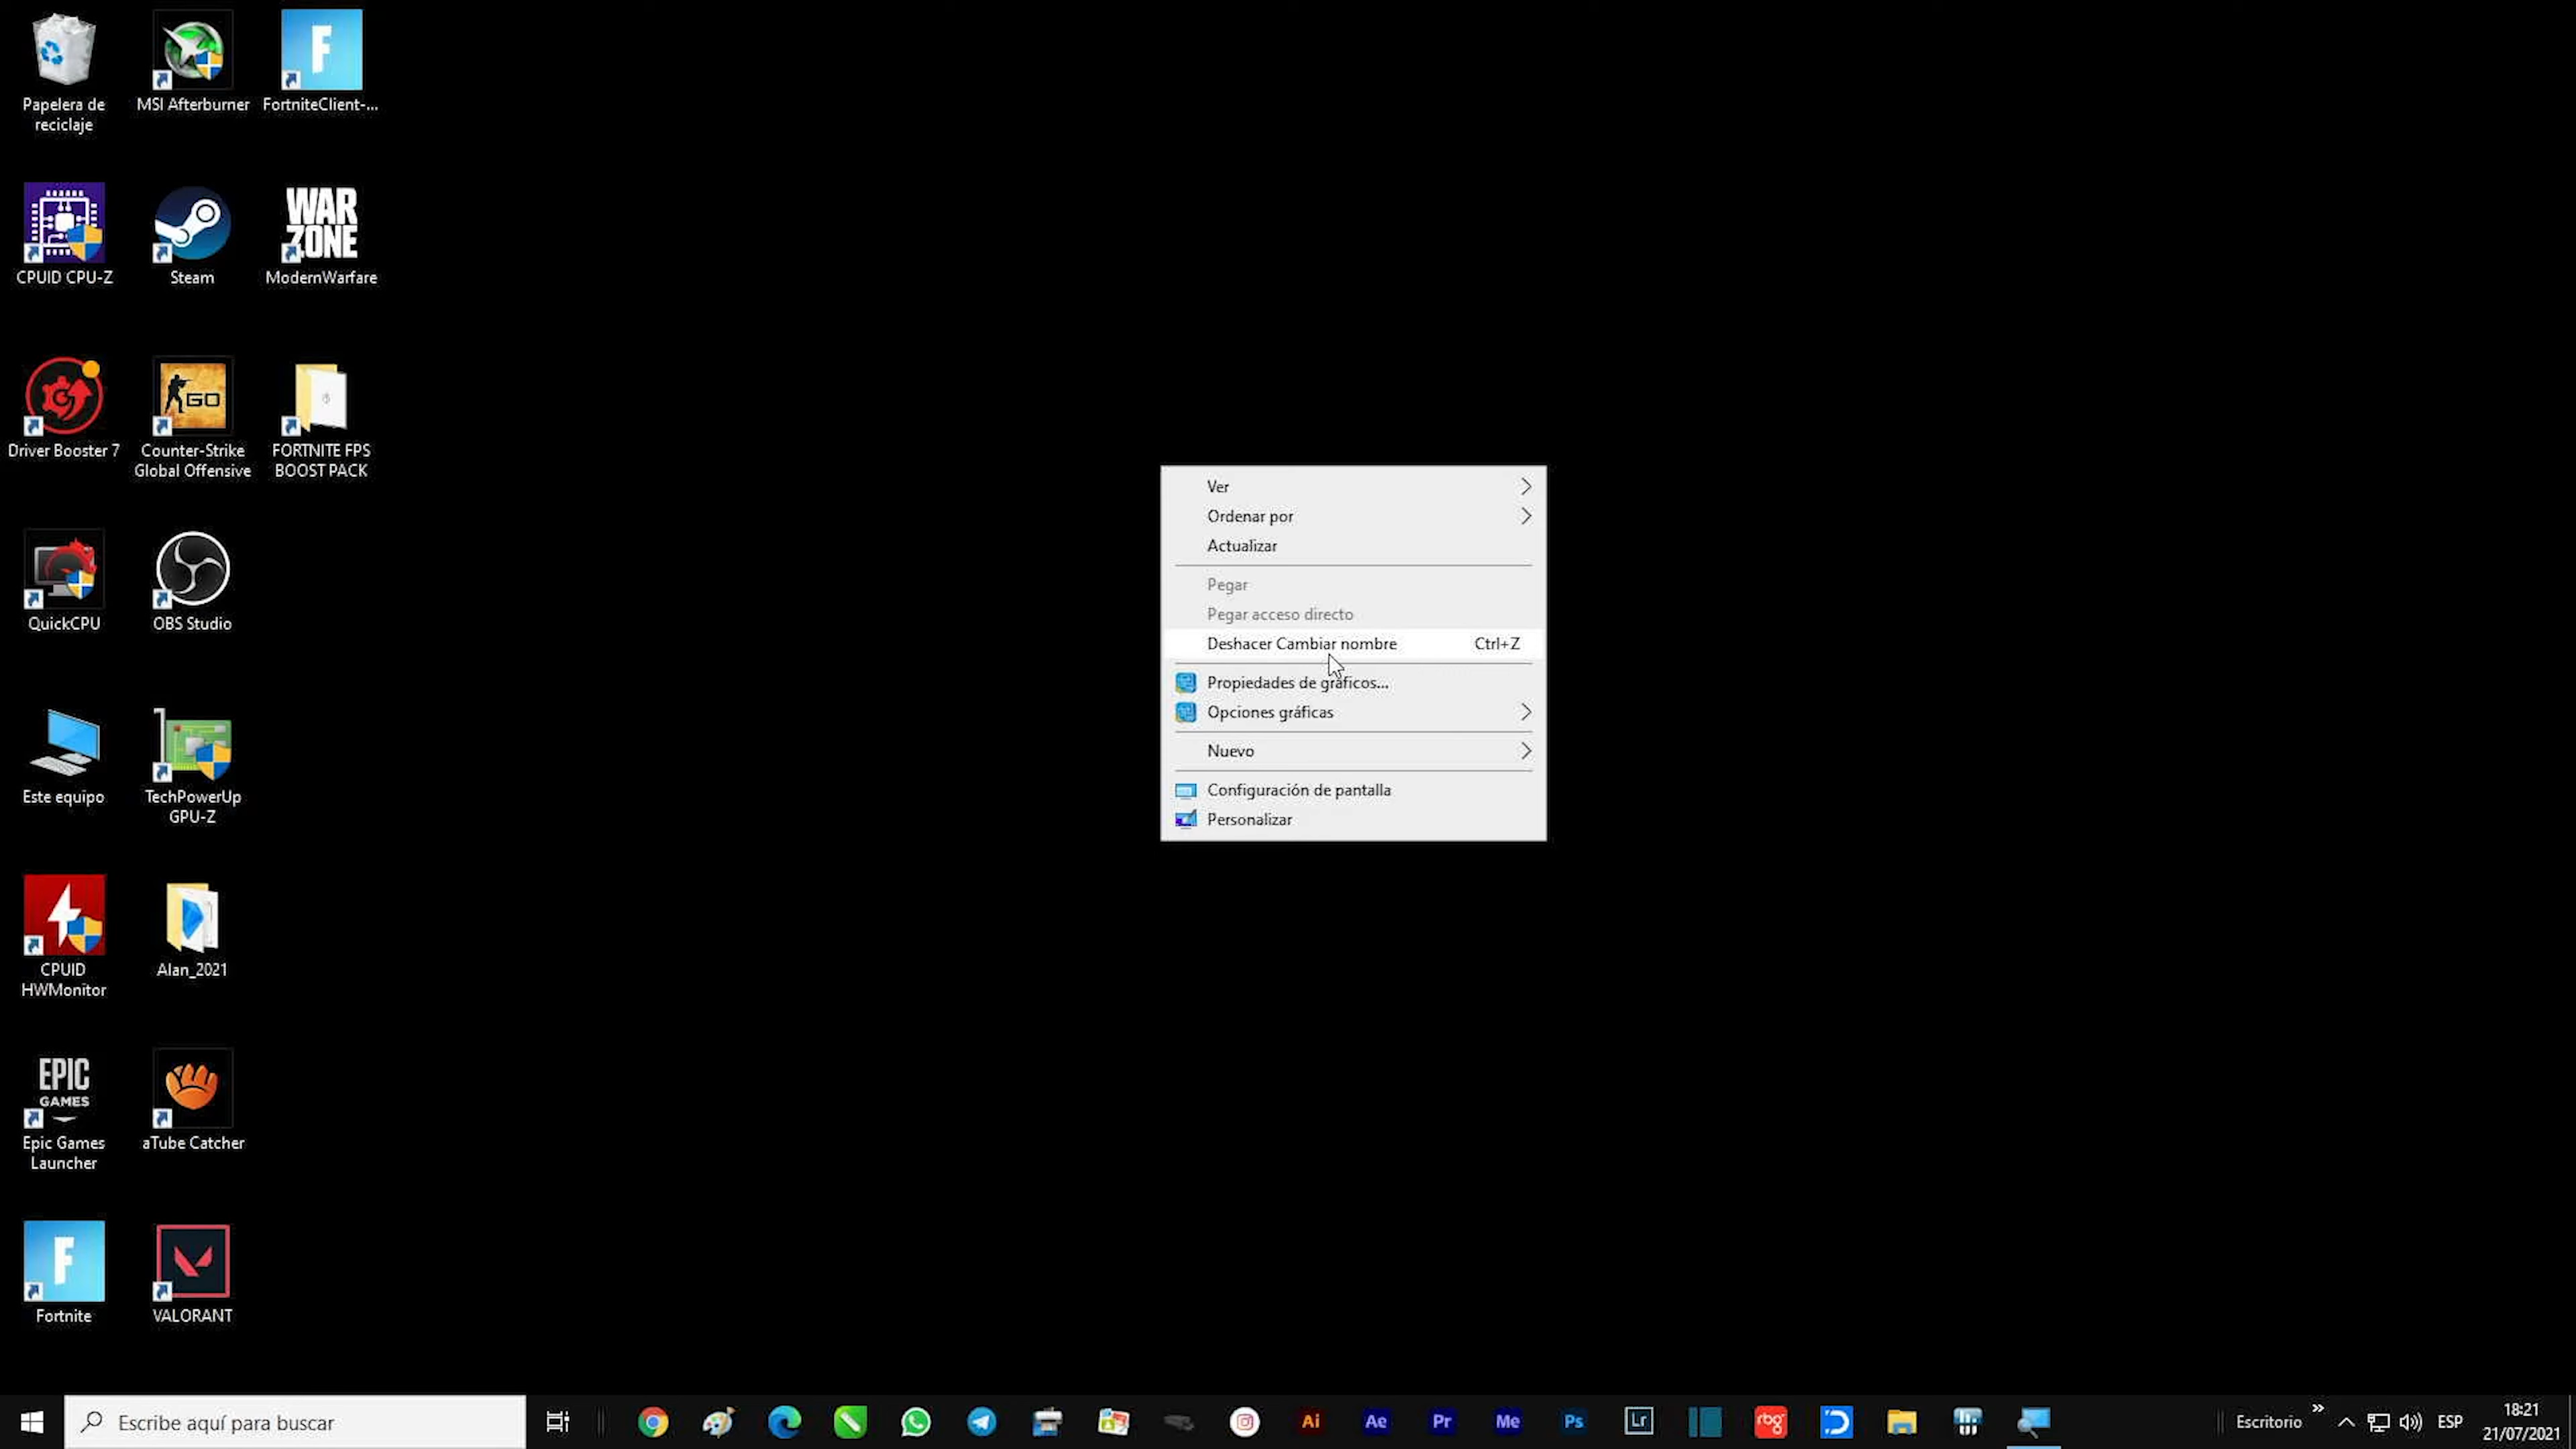 Papelera de
reciclaje
MSI Afterburner
FortniteClient-...
CPUID CPU-Z
Steam
WAR
ZONE
ModernWarfare
Driver Booster 7
GO
Counter-Strike
Global Offensive
FORTNITE FPS
BOOST PACK
QuickCPU
OBS Studio
Este equipo
TechPowerUp
GPU-Z
CPUID
HWMonitor
Alan_2021
EPIC
GAMES
Epic Games
Launcher
aTube Catcher
F
Fortnite
VALORANT
F
Ver
Ordenar por
Actualizar
Pegar
Pegar acceso directo
Deshacer Cambiar nombre Ctrl+Z
Propiedades de gráficos...
Opciones gráficas
Nuevo
Configuración de pantalla
Personalizar
Escribe aquí para buscar
Ai
Ae
Pr
Me
Ps
Lr
rbg
Escritorio
ESP
18:21
21/07/2021